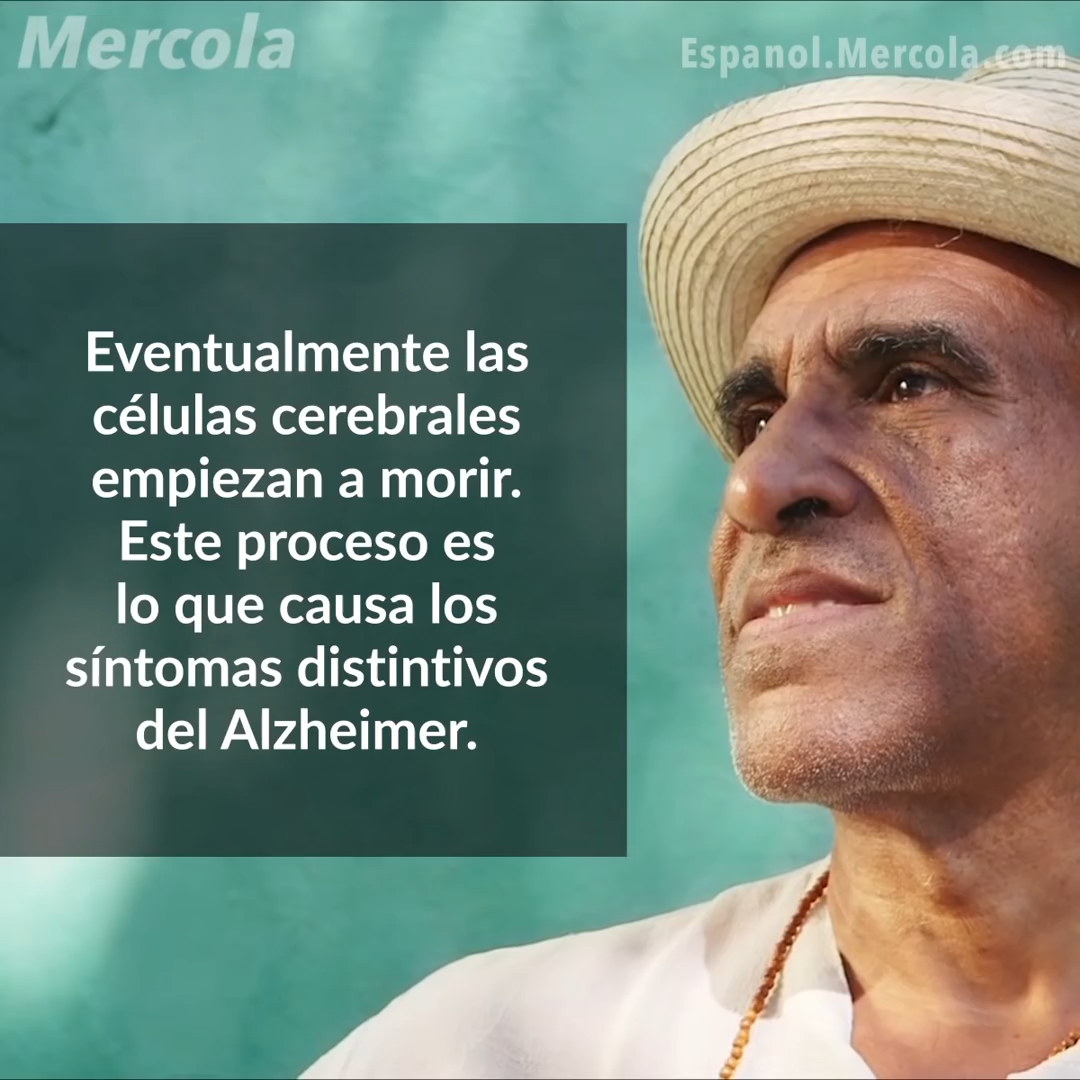 Mercola
Espanol.Mercola.com
Eventualmente las
células cerebrales
empiezan a morir.
Este proceso es
lo que causa los
síntomas distintivos
del Alzheimer.